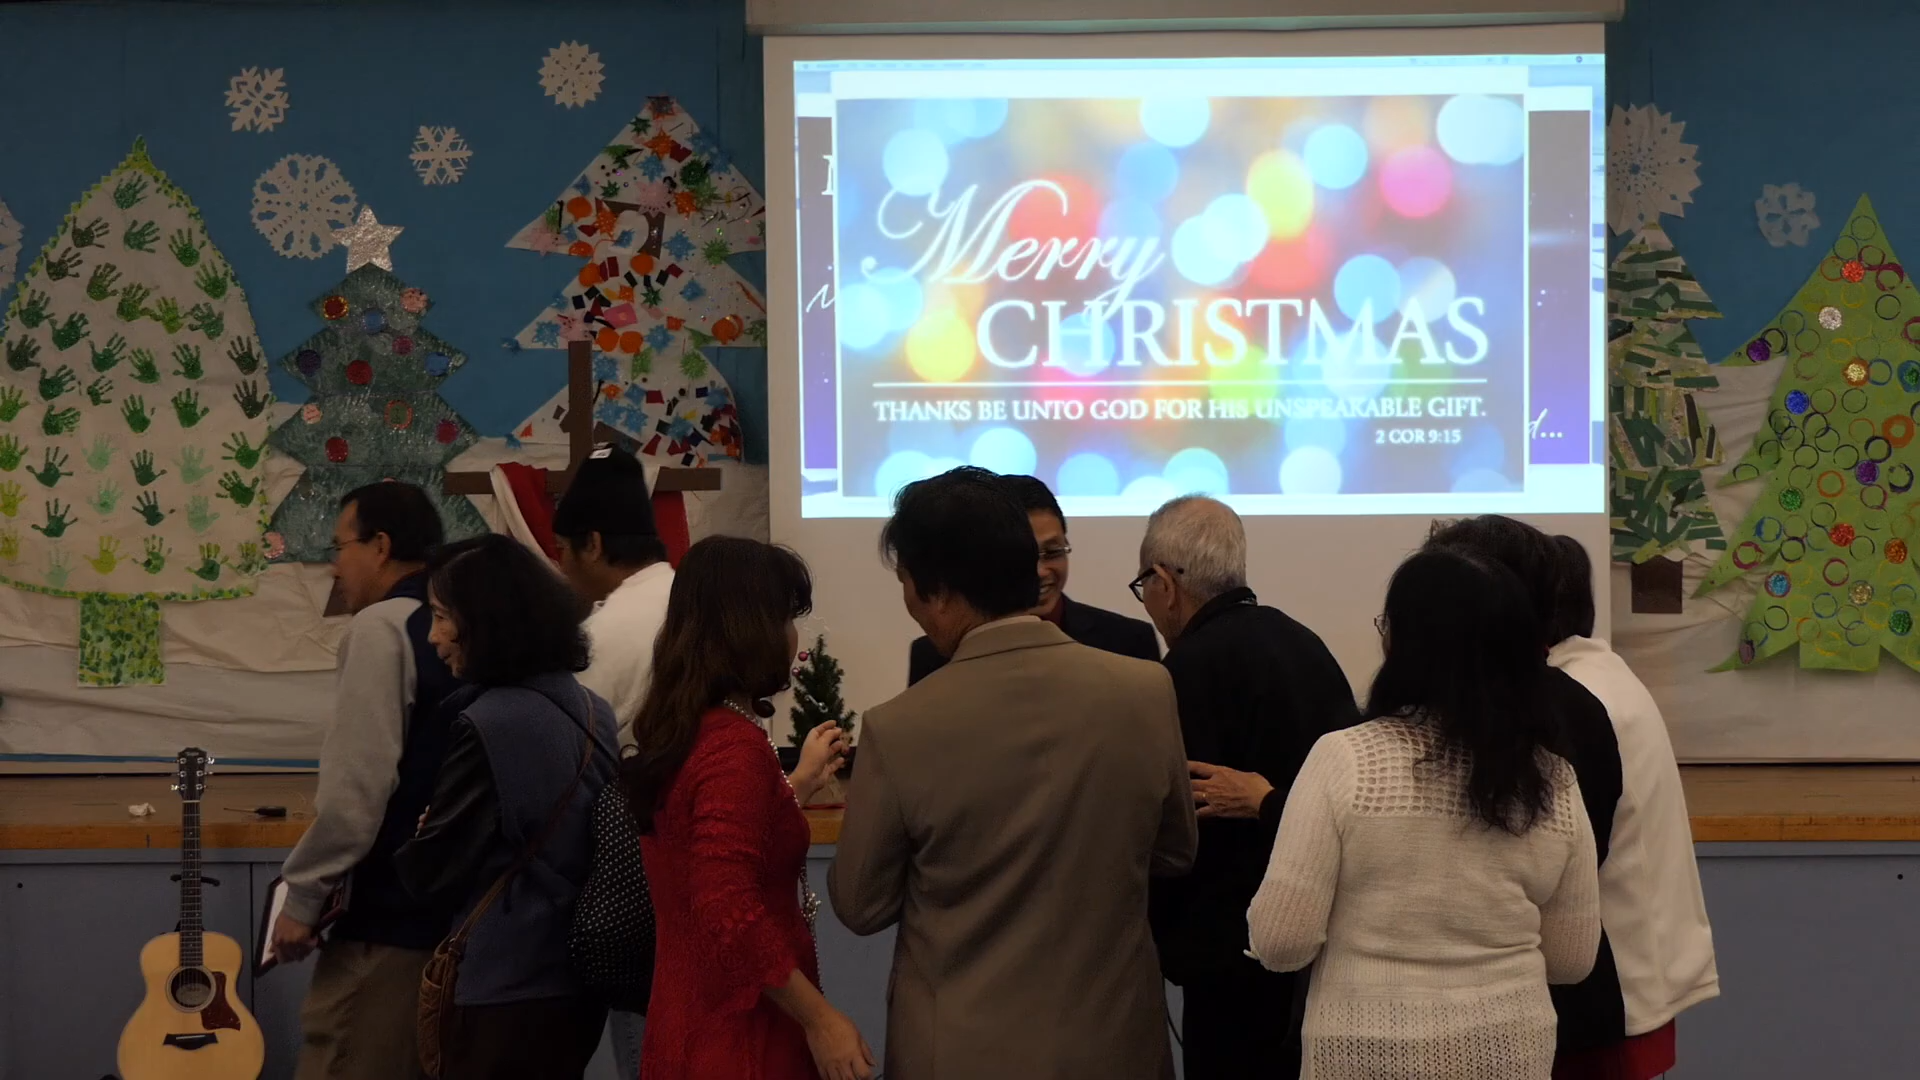 Merry
CHRISTMAS
THANKS BE UNTO GOD FOR HIS UNSPEAKABLE GIFT.
2 COR 9:15